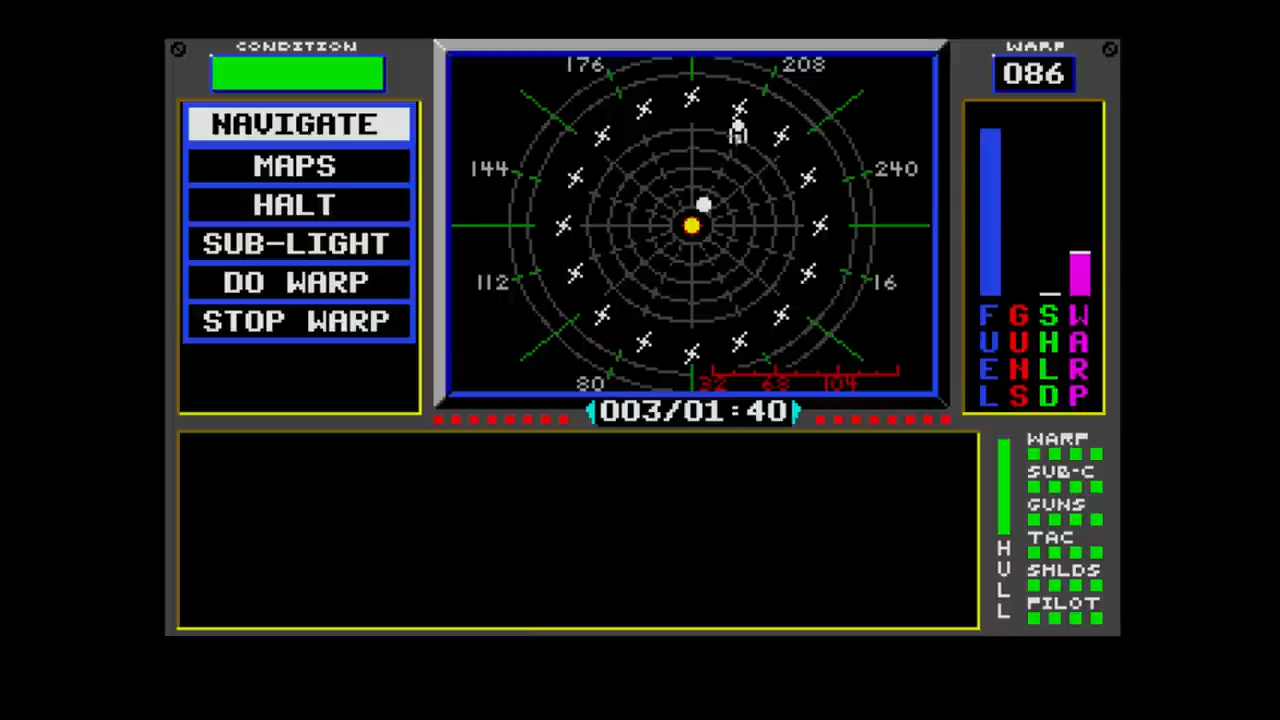 CONDITION
NAVIGATE
MAPS
HALT
SUB-LIGHT
DO WARP
STOP WARP
176
208
144
240
112
16
80
32 68 104
003/01:40
WARP
086
FUEL
GUNS
SHLD
WARP
HULL
WARP
SUB-C
GUNS
TAC
SHLDS
PILOT